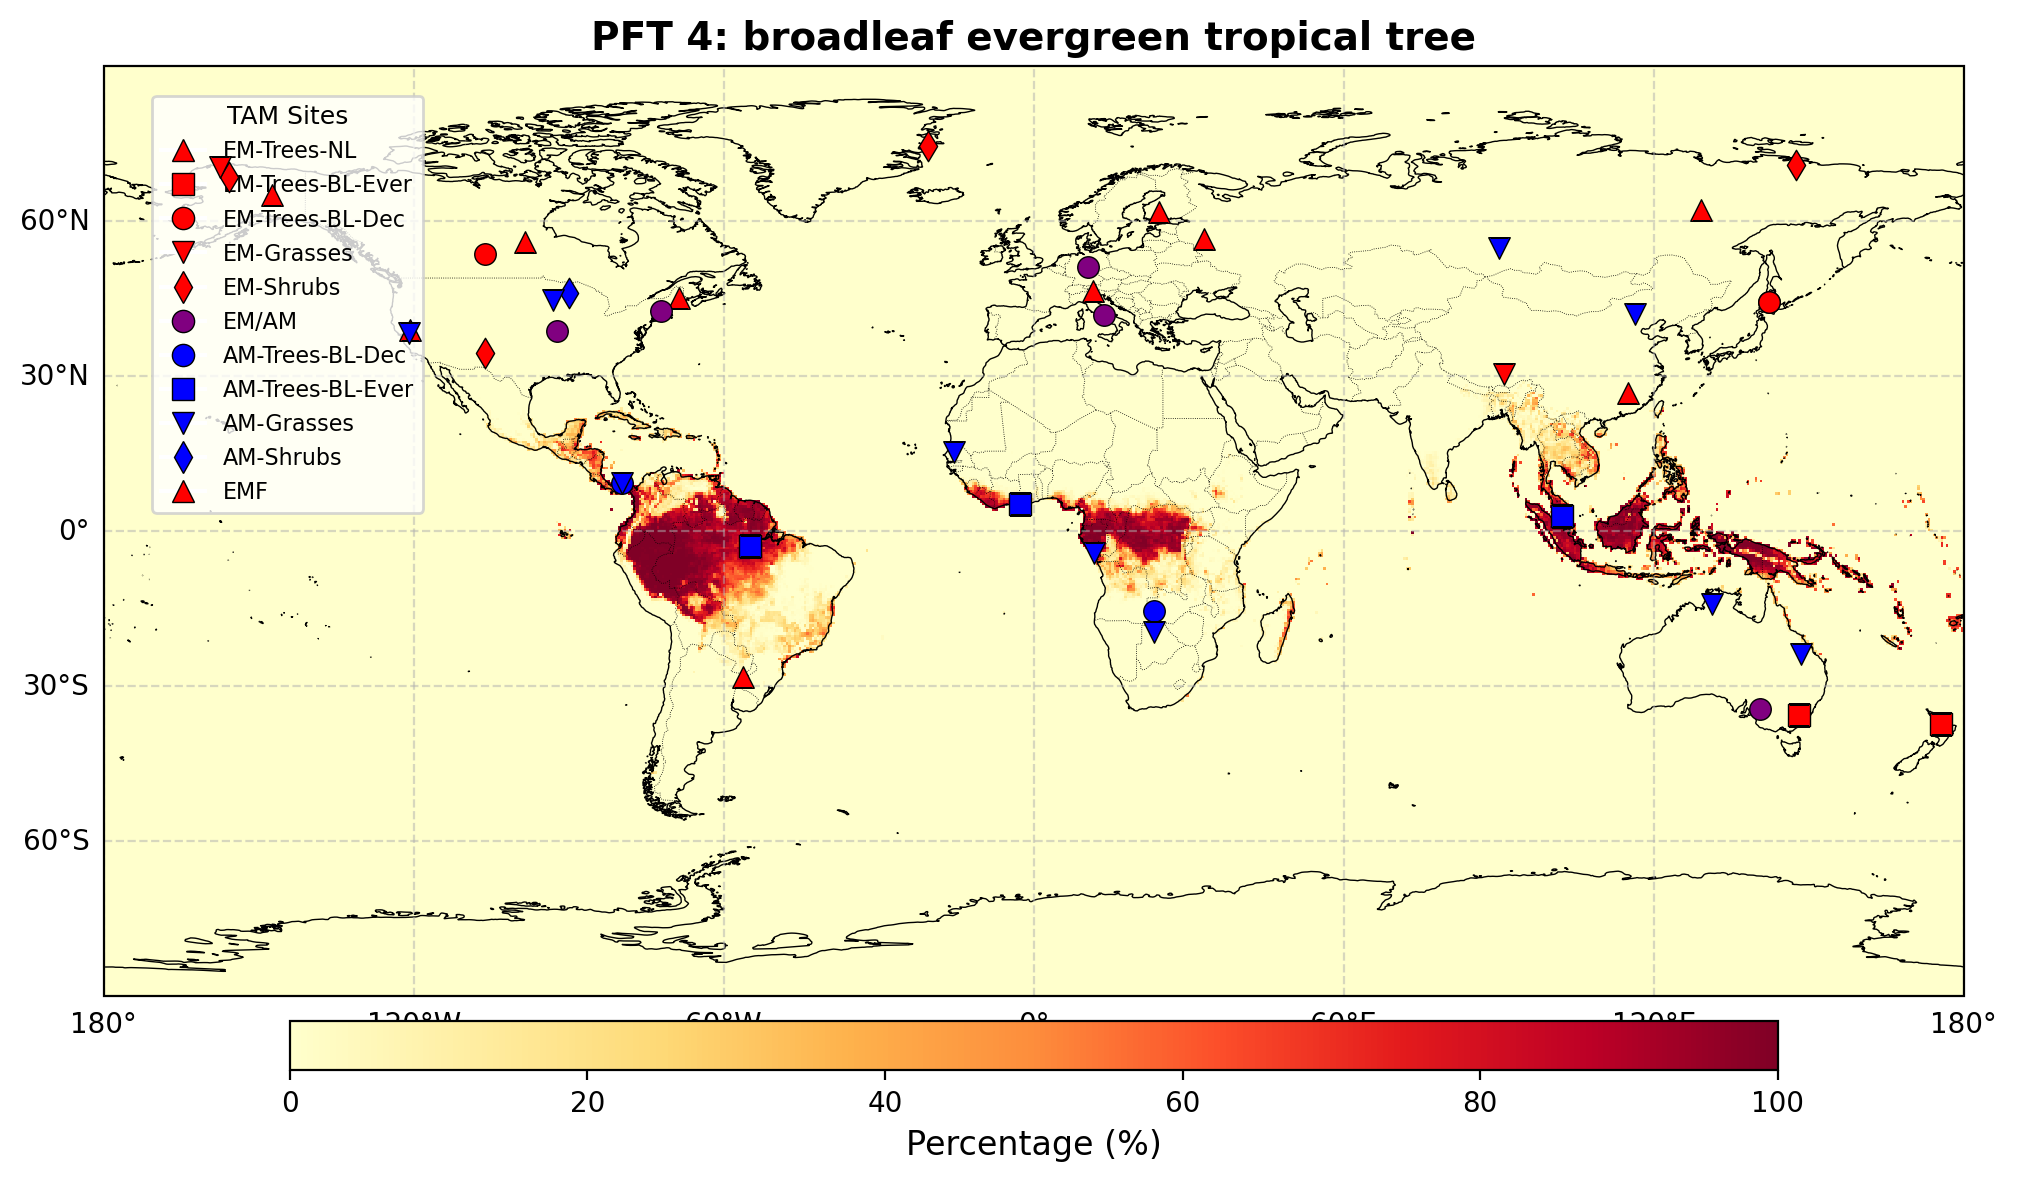 PFT 4: broadleaf evergreen tropical tree
TAM Sites
EM-Trees-NL
EM-Trees-BL-Ever
EM-Trees-BL-Dec
EM-Grasses
EM-Shrubs
EM/AM
AM-Trees-BL-Dec
AM-Trees-BL-Ever
AM-Grasses
AM-Shrubs
EMF
60°N
30°N
0°
30°S
60°S
180° 120°W 60°W 0° 60°E 120°E 180°
0 20 40 60 80 100
Percentage (%)